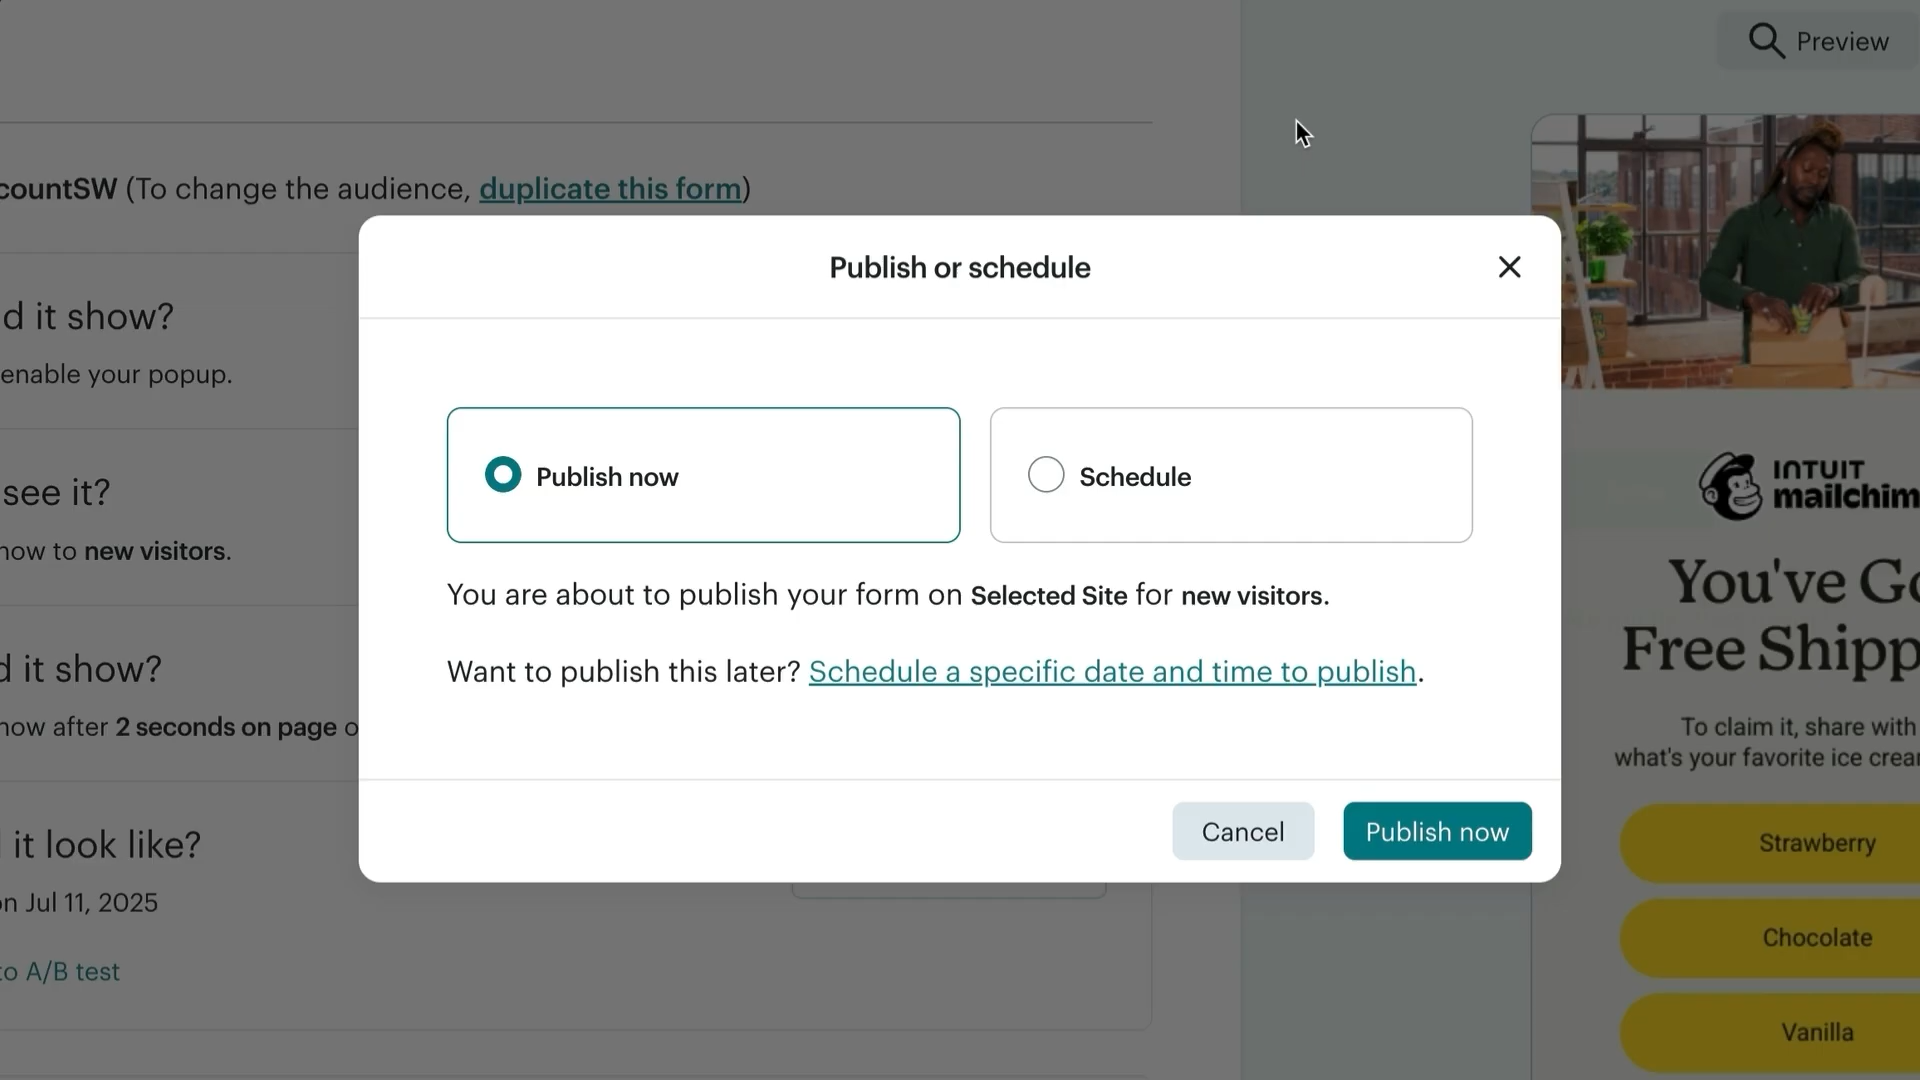 Preview
countSW (To change the audience, duplicate this form)
Publish or schedule
d it show?
enable your popup.
Publish now
Schedule
see it?
now to new visitors.
You are about to publish your form on Selected Site for new visitors.
Want to publish this later? Schedule a specific date and time to publish.
d it show?
now after 2 seconds on page o
Cancel
Publish now
it look like?
on Jul 11, 2025
to A/B test
INTUIT
mailchim
You've Go
Free Shipp
To claim it, share with
what's your favorite ice crea
Strawberry
Chocolate
Vanilla